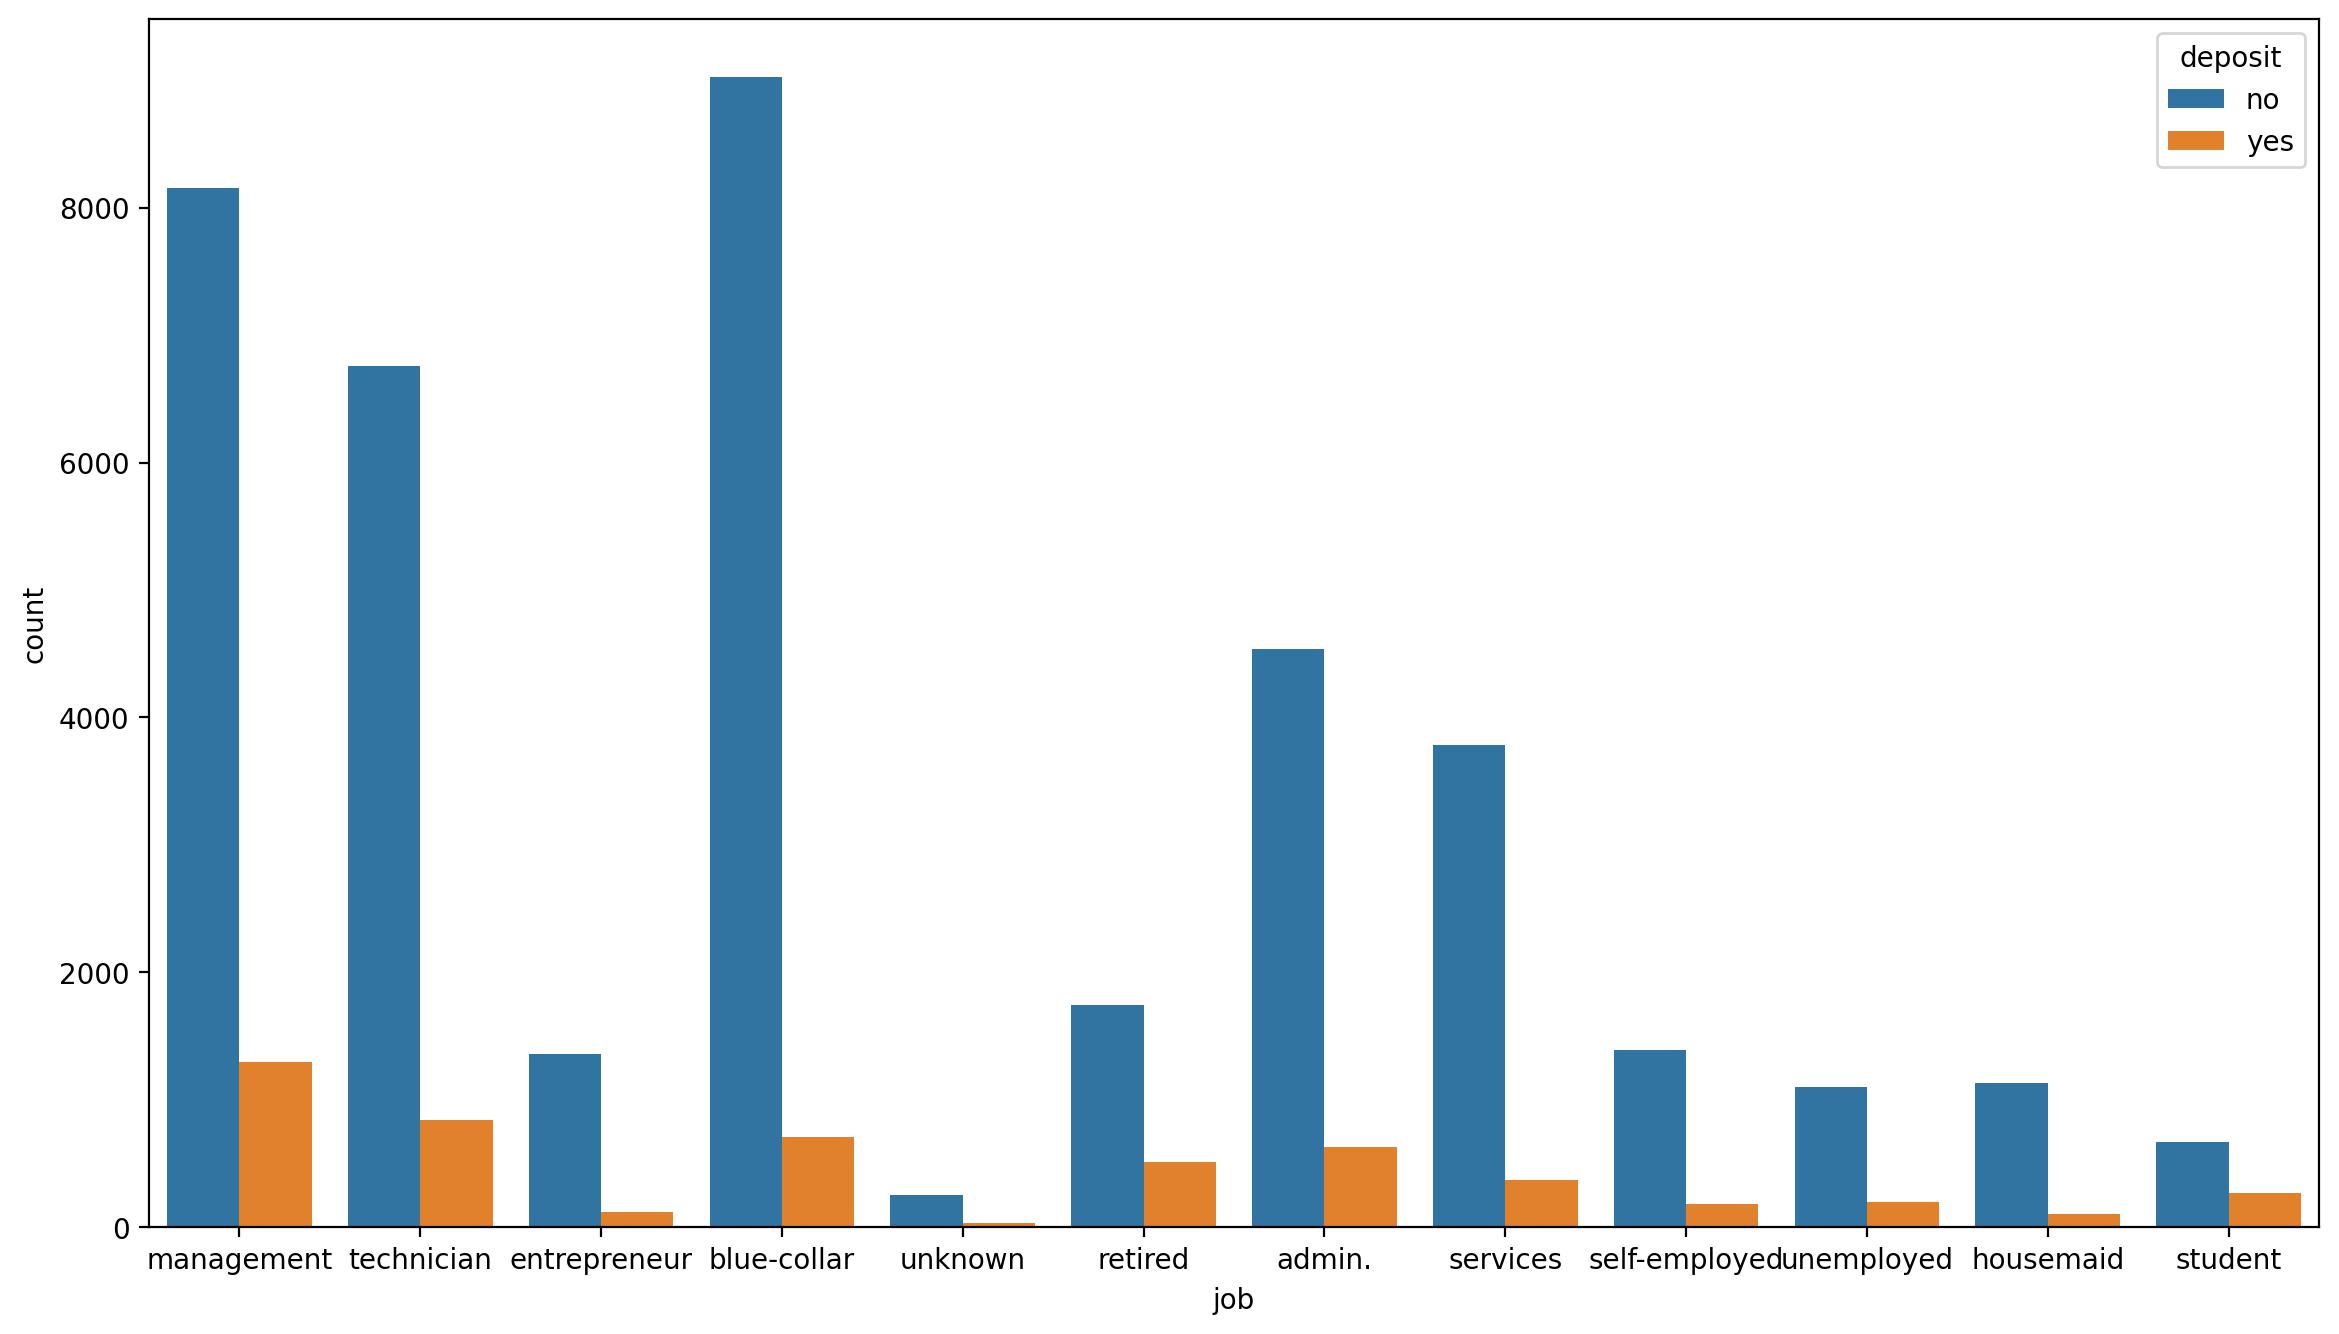 deposit
no
yes
8000
6000
4000
2000
0
count
management technician entrepreneur blue-collar unknown retired admin. services self-employed unemployed housemaid student
job